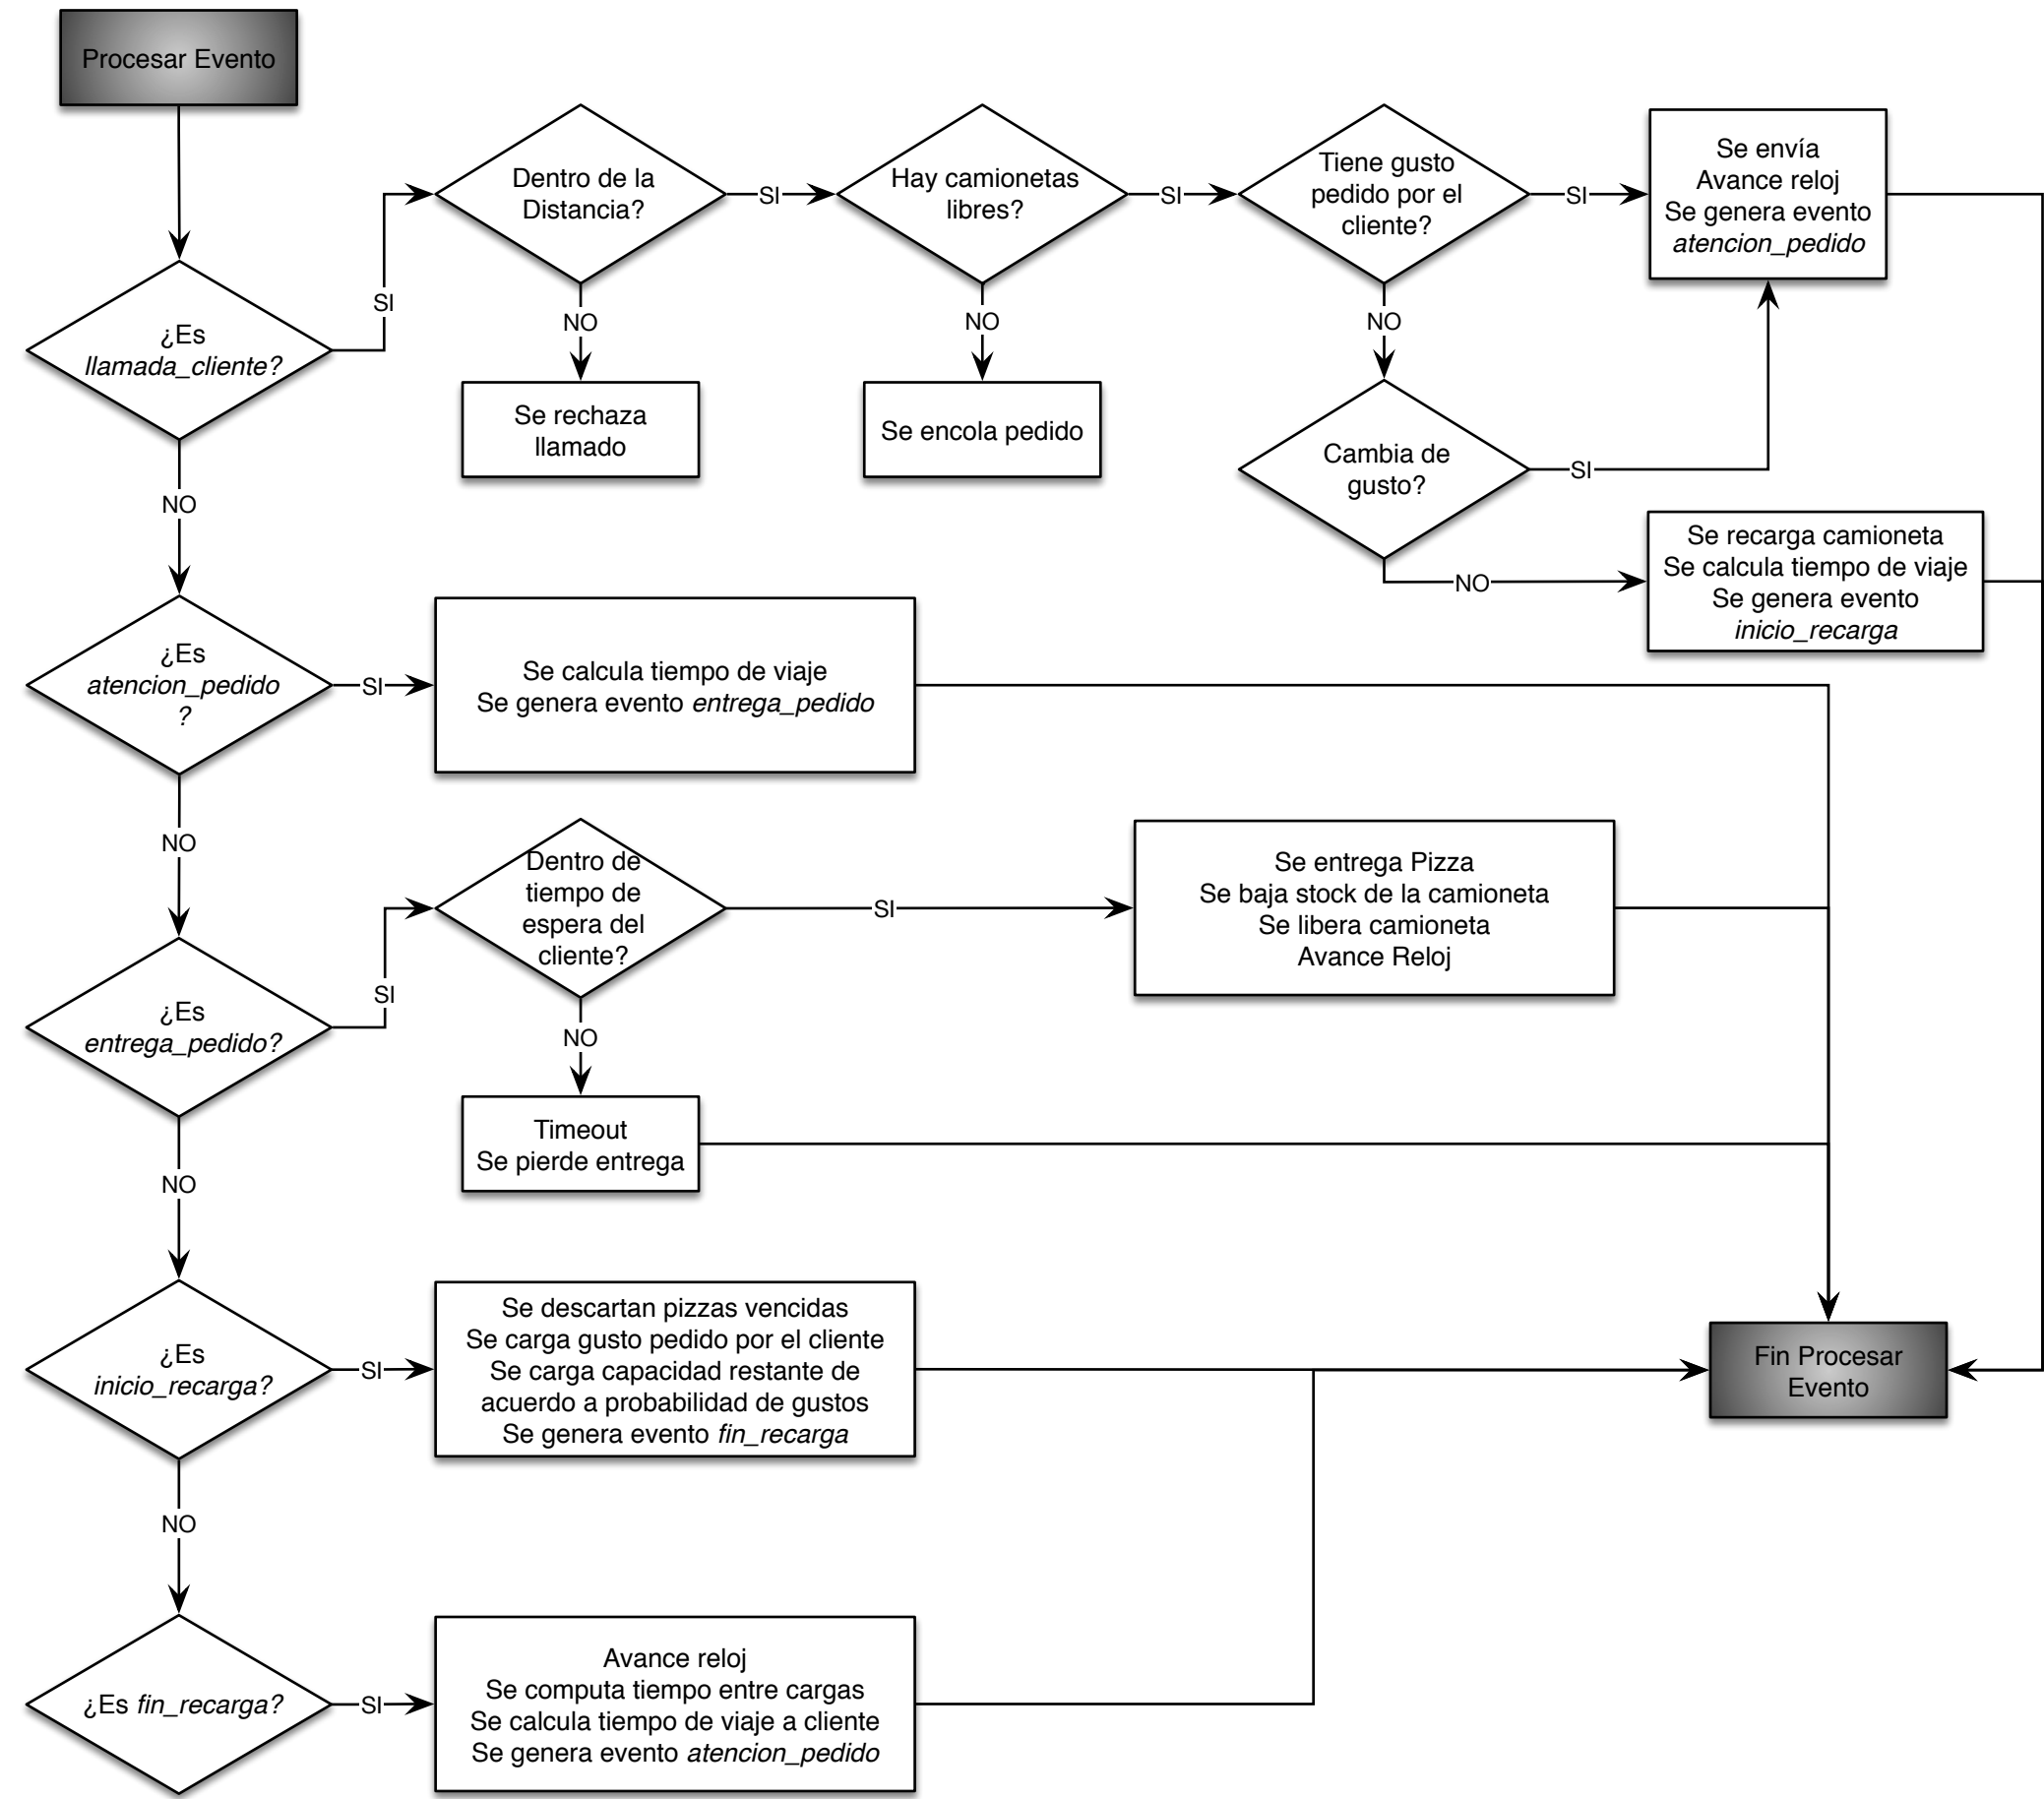 Procesar Evento
¿Es
llamada_cliente?
SI
NO
Dentro de la
Distancia?
SI
NO
Se rechaza
llamado
Hay camionetas
libres?
SI
NO
Se encola pedido
Tiene gusto
pedido por el
cliente?
SI
NO
Se envía
Avance reloj
Se genera evento
atencion_pedido
Cambia de
gusto?
SI
NO
Se recarga camioneta
Se calcula tiempo de viaje
Se genera evento
inicio_recarga
¿Es
atencion_pedido
?
SI
NO
Se calcula tiempo de viaje
Se genera evento entrega_pedido
¿Es
entrega_pedido?
SI
NO
Dentro de
tiempo de
espera del
cliente?
SI
NO
Se entrega Pizza
Se baja stock de la camioneta
Se libera camioneta
Avance Reloj
Timeout
Se pierde entrega
¿Es
inicio_recarga?
SI
NO
Se descartan pizzas vencidas
Se carga gusto pedido por el cliente
Se carga capacidad restante de
acuerdo a probabilidad de gustos
Se genera evento fin_recarga
Fin Procesar
Evento
¿Es fin_recarga?
SI
Avance reloj
Se computa tiempo entre cargas
Se calcula tiempo de viaje a cliente
Se genera evento atencion_pedido